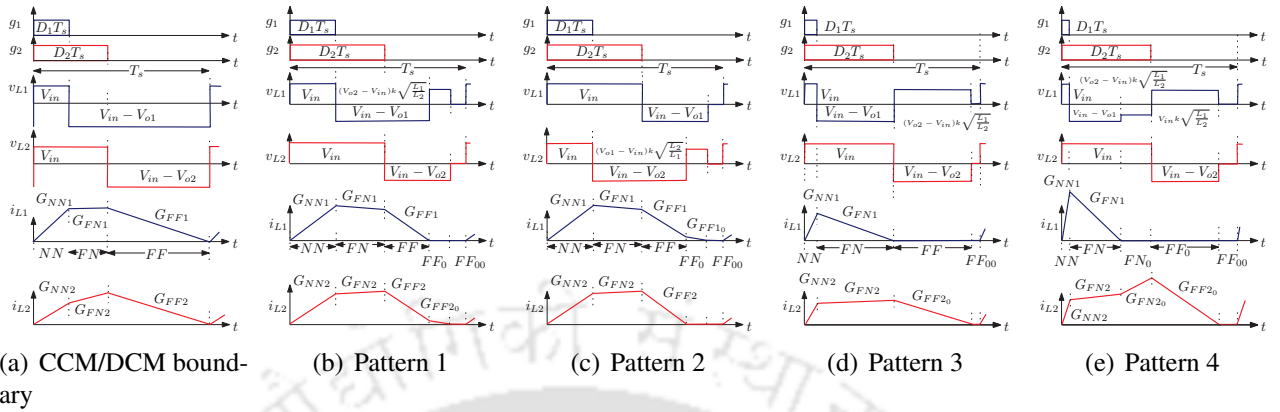 g1 D1Ts t
g2 D2Ts t
Ts
vL1 Vin Vin − Vo1 t
vL2 Vin Vin − Vo2 t
iL1 GNN1 GFN1 GFF1 t
NN FN FF
iL2 GNN2 GFN2 GFF2 t
(a) CCM/DCM bound-
ary
g1 D1Ts t
g2 D2Ts t
Ts
vL1 Vin (Vo2 − Vin)k√(L1/L2) Vin − Vo1 t
vL2 Vin Vin − Vo2 t
iL1 GNN1 GFN1 GFF1 t
NN FN FF FF0 FF00
iL2 GNN2 GFN2 GFF2 GFF20 t
(b) Pattern 1
g1 D1Ts t
g2 D2Ts t
Ts
vL1 Vin Vin − Vo1 t
vL2 Vin (Vo1 − Vin)k√(L2/L1) Vin − Vo2 t
iL1 GNN1 GFN1 GFF1 GFF10 t
NN FN FF FF0 FF00
iL2 GNN2 GFN2 GFF2 t
(c) Pattern 2
g1 D1Ts t
g2 D2Ts t
Ts
vL1 Vin Vin − Vo1 (Vo2 − Vin)k√(L1/L2) t
vL2 Vin Vin − Vo2 t
iL1 GNN1 GFN1 t
NN FN FF FF00
iL2 GNN2 GFN2 GFF2 t
(d) Pattern 3
g1 D1Ts t
g2 D2Ts t
Ts
vL1 (Vo2 − Vin)k√(L1/L2) Vin Vin − Vo1 Vink√(L1/L2) t
vL2 Vin Vin − Vo2 t
iL1 GNN1 GFN1 t
NN FN FN0 FF0 FF00
iL2 GFN2 GNN2 GFN20 GFF20 t
(e) Pattern 4